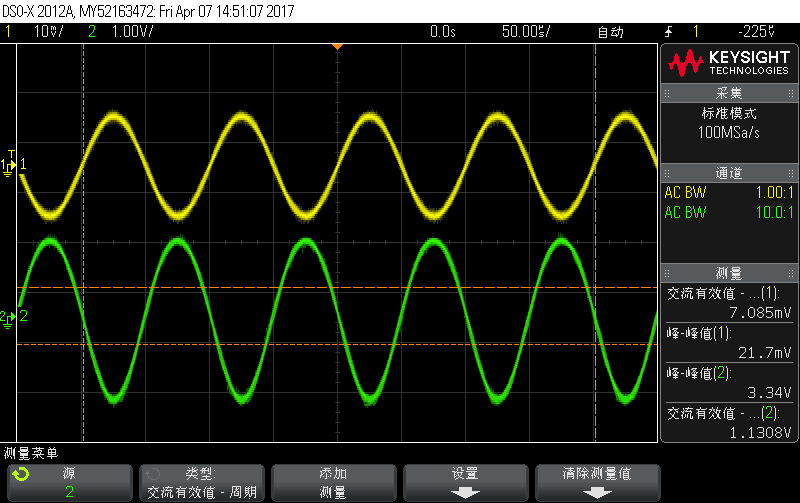 DSO-X 2012A, MY52163472: Fri Apr 07 14:51:07 2017
1 10mV/ 2 1.00V/ 0.0s 50.00us/ 自动 1 -225uV
KEYSIGHT
TECHNOLOGIES
采集
标准模式
100MSa/s
通道
AC BW 1.00:1
AC BW 10.0:1
测量
交流有效值 - ...(1):
7.085mV
峰-峰值(1):
21.7mV
峰-峰值(2):
3.34V
交流有效值 - ...(2):
1.1308V
T
1 1
2 2
测量菜单
源
2
类型:
交流有效值 - 周期
添加
测量
设置
清除测量值